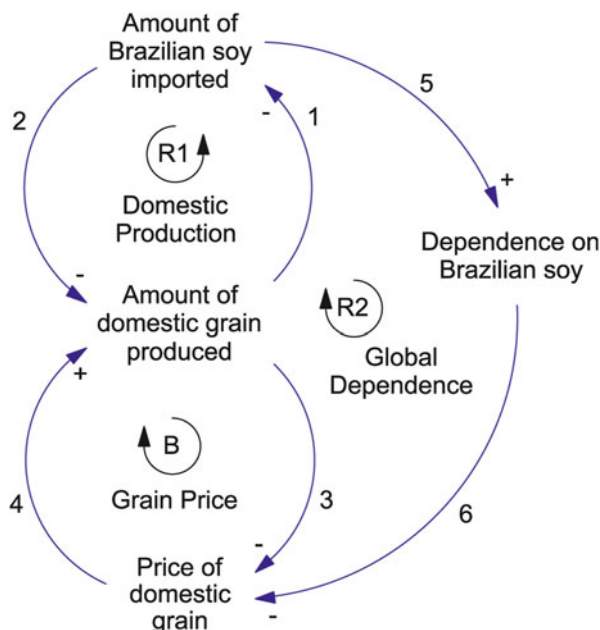 Amount of
Brazilian soy
imported
5
2
-
1
R1
Domestic
Production
+
Dependence on
Brazilian soy
-
Amount of
domestic grain
produced
R2
Global
Dependence
+
B
Grain Price
4
3
6
-
Price of
domestic
grain
-